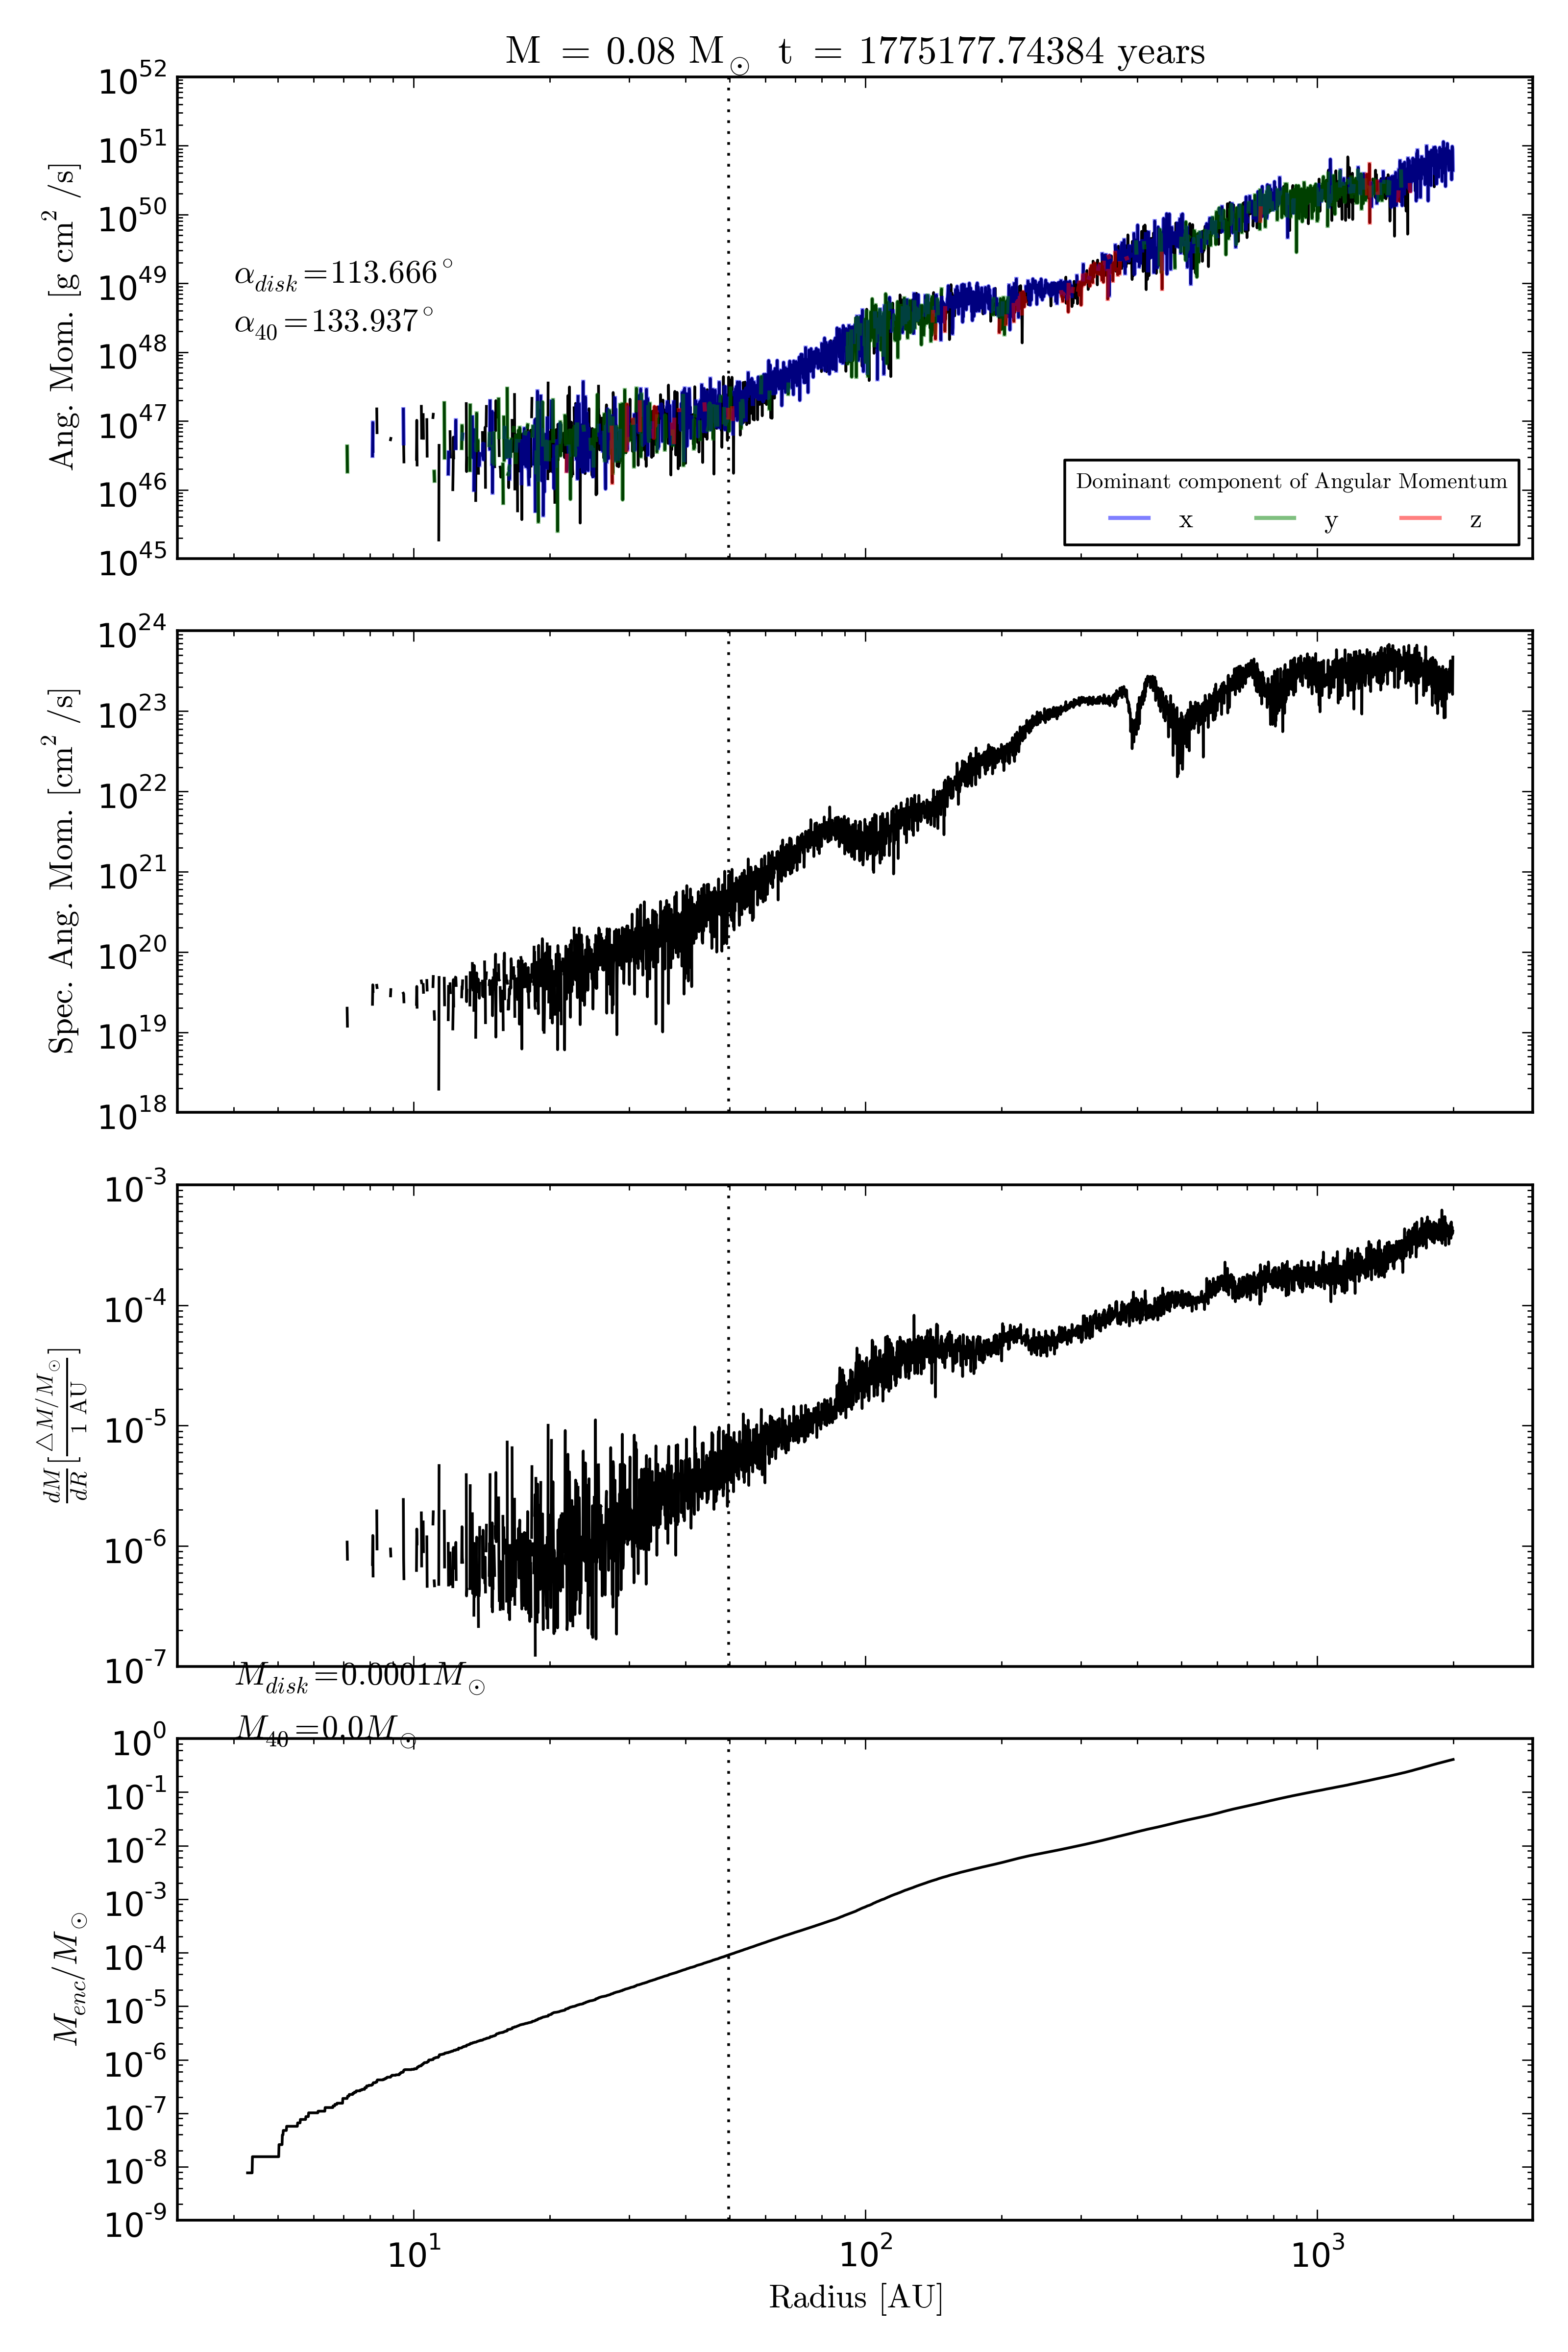 M = 0.08 M⊙ t = 1775177.74384 years
10^52
10^51
10^50
10^49
10^48
10^47
10^46
10^45
Ang. Mom. [g cm^2 /s]
α_disk = 113.666°
α_40 = 133.937°
Dominant component of Angular Momentum
x y z
10^24
10^23
10^22
10^21
10^20
10^19
10^18
Spec. Ang. Mom. [cm^2 /s]
10^-3
10^-4
10^-5
10^-6
10^-7
dM/dR [△M/M⊙ / 1 AU]
M_disk = 0.0001M⊙
M_40 = 0.0M⊙
10^0
10^-1
10^-2
10^-3
10^-4
10^-5
10^-6
10^-7
10^-8
10^-9
M_enc/M⊙
10^1 10^2 10^3
Radius [AU]